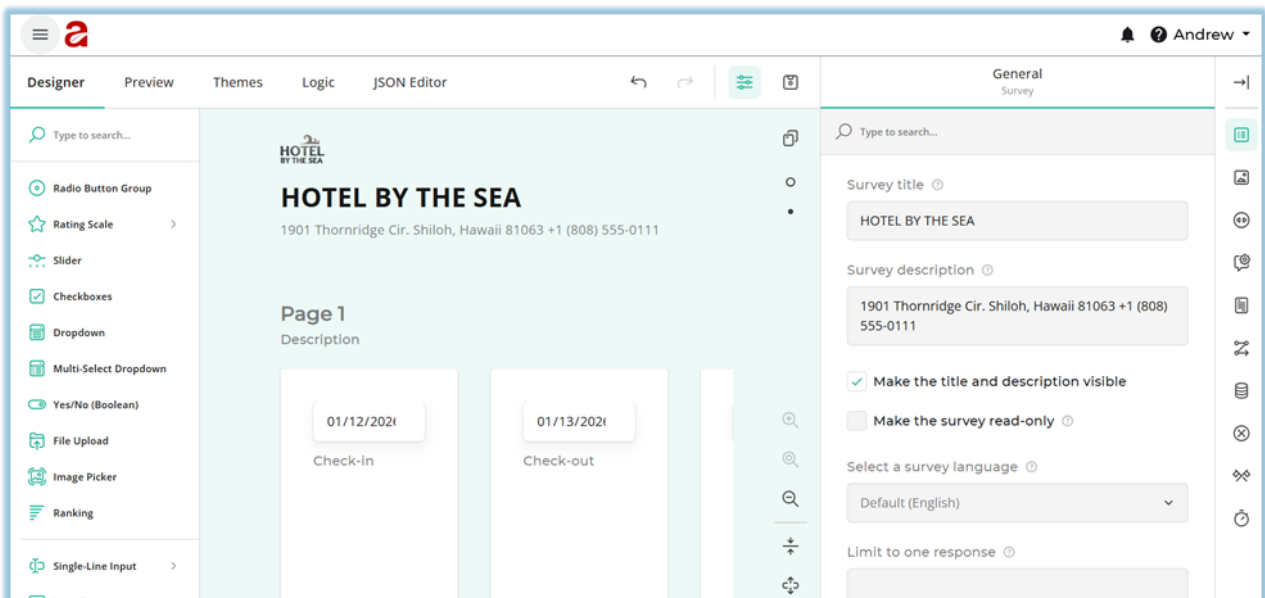 a
Andrew
Designer Preview Themes Logic JSON Editor
General
Survey
Type to search...
Radio Button Group
Rating Scale
Slider
Checkboxes
Dropdown
Multi-Select Dropdown
Yes/No (Boolean)
File Upload
Image Picker
Ranking
Single-Line Input
HOTEL
BY THE SEA
HOTEL BY THE SEA
1901 Thornridge Cir. Shiloh, Hawaii 81063 +1 (808) 555-0111
Page 1
Description
01/12/202
Check-in
01/13/202
Check-out
Type to search...
Survey title
HOTEL BY THE SEA
Survey description
1901 Thornridge Cir. Shiloh, Hawaii 81063 +1 (808)
555-0111
Make the title and description visible
Make the survey read-only
Select a survey language
Default (English)
Limit to one response